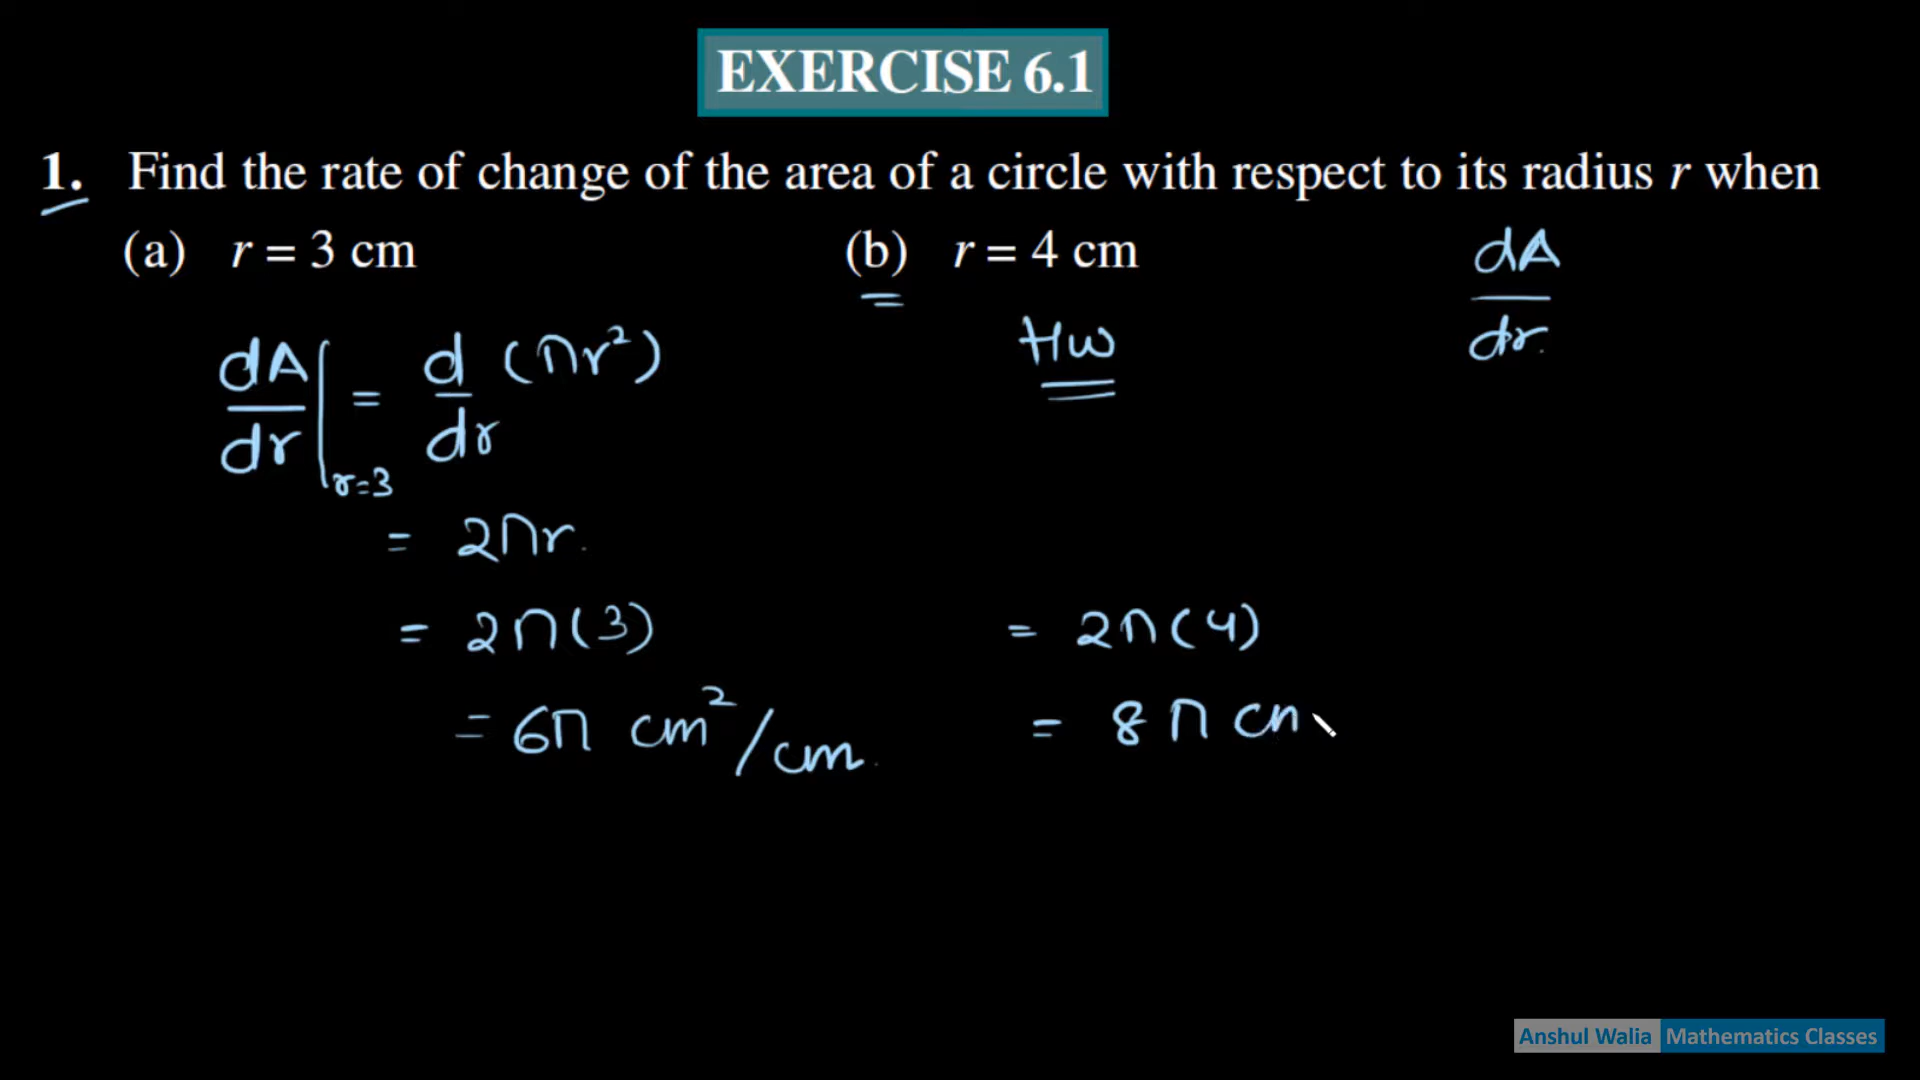 EXERCISE 6.1
1. Find the rate of change of the area of a circle with respect to its radius r when
(a) r = 3 cm (b) r = 4 cm
dA/dr
HW
dA/dr|r=3 = d/dr (πr²)
= 2πr
= 2π(3)
= 6π cm²/cm
= 2π(4)
= 8π cm
Anshul Walia Mathematics Classes